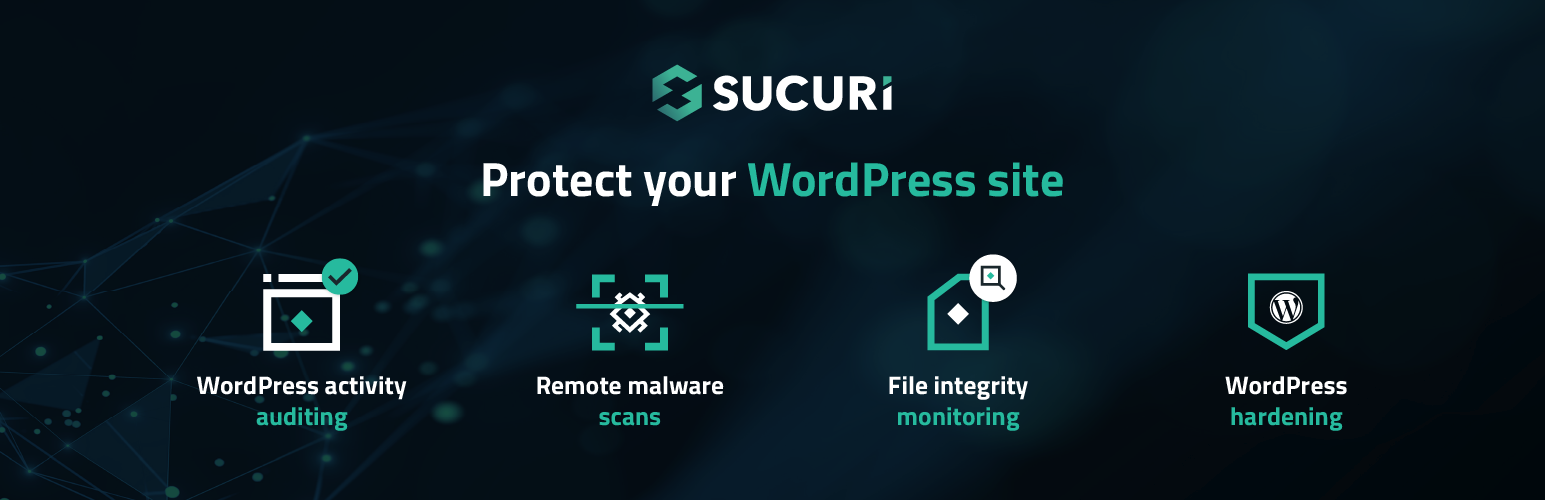 SUCURI
Protect your WordPress site
WordPress activity
auditing
Remote malware
scans
File integrity
monitoring
WordPress
hardening